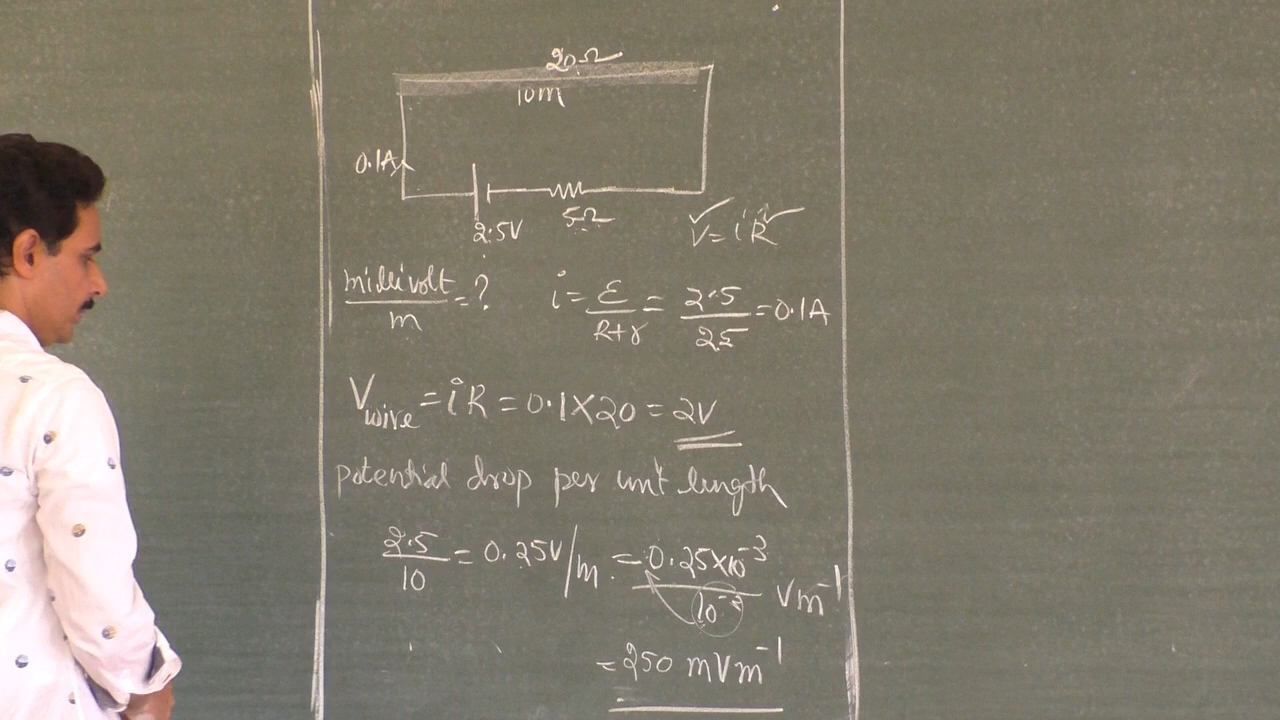 20Ω
10m
0.1A
2.5V
5Ω
V=iR
millivolt/m=?
i=ε/R+r=2.5/25=0.1A
Vwire=iR=0.1×20=2V
potential drop per unit length
2.5/10=0.25V/m=0.25×10⁻³/10⁻³ Vm⁻¹
=250 mVm⁻¹